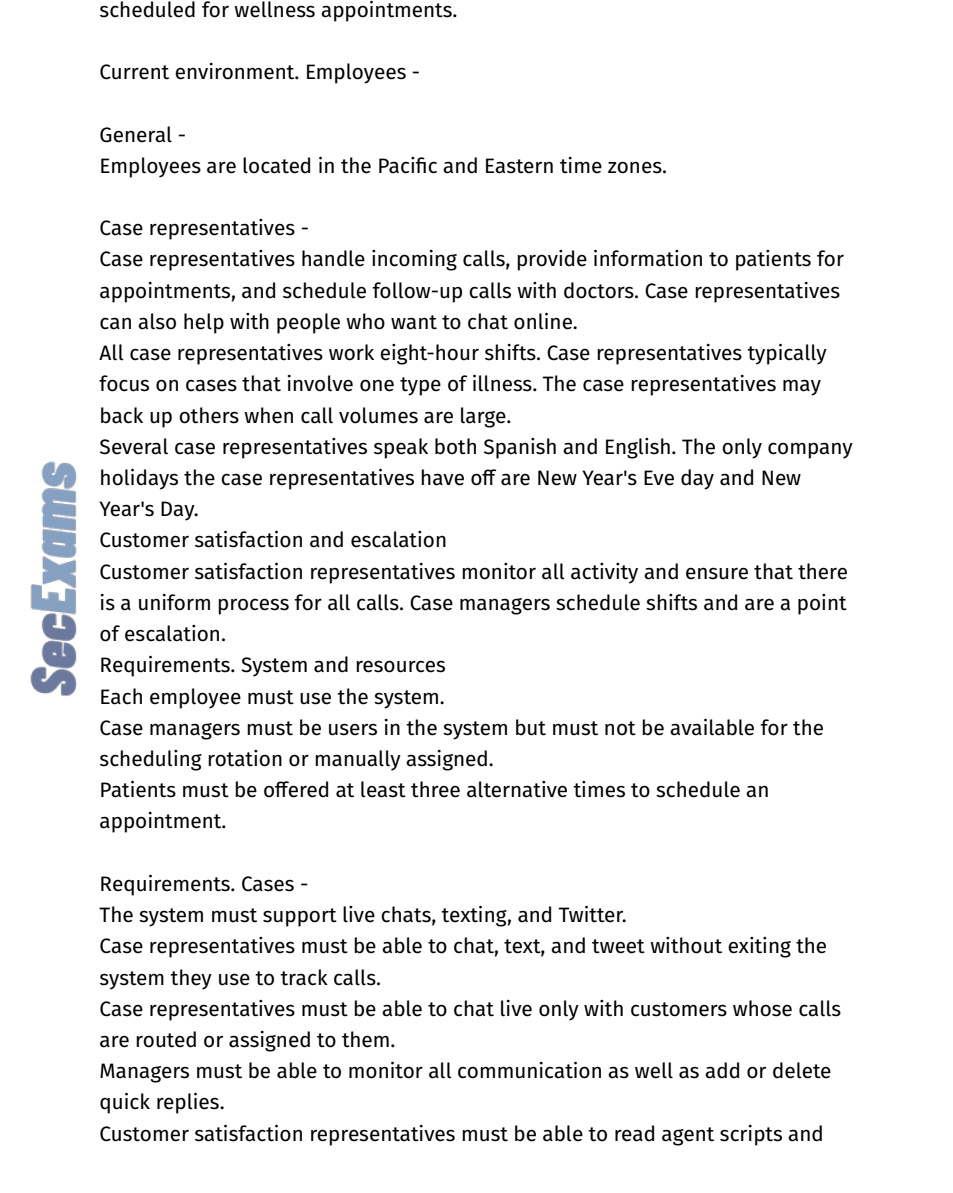 scheduled for wellness appointments.
Current environment. Employees -
General -
Employees are located in the Pacific and Eastern time zones.
Case representatives -
Case representatives handle incoming calls, provide information to patients for
appointments, and schedule follow-up calls with doctors. Case representatives
can also help with people who want to chat online.
All case representatives work eight-hour shifts. Case representatives typically
focus on cases that involve one type of illness. The case representatives may
back up others when call volumes are large.
Several case representatives speak both Spanish and English. The only company
holidays the case representatives have off are New Year's Eve day and New
Year's Day.
Customer satisfaction and escalation
Customer satisfaction representatives monitor all activity and ensure that there
is a uniform process for all calls. Case managers schedule shifts and are a point
of escalation.
Requirements. System and resources
Each employee must use the system.
Case managers must be users in the system but must not be available for the
scheduling rotation or manually assigned.
Patients must be offered at least three alternative times to schedule an
appointment.
Requirements. Cases -
The system must support live chats, texting, and Twitter.
Case representatives must be able to chat, text, and tweet without exiting the
system they use to track calls.
Case representatives must be able to chat live only with customers whose calls
are routed or assigned to them.
Managers must be able to monitor all communication as well as add or delete
quick replies.
Customer satisfaction representatives must be able to read agent scripts and
SecExams